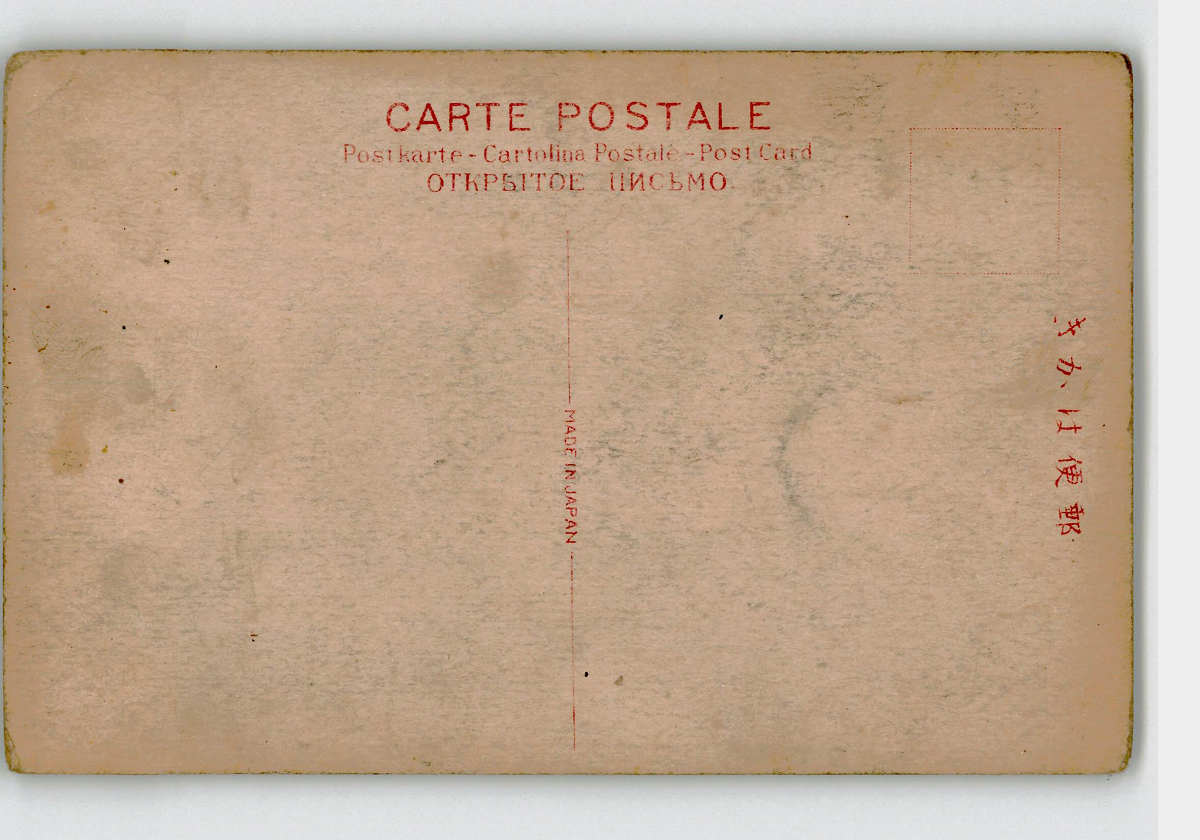 CARTE POSTALE
Postkarte - Cartolina Postale - Post Card
ОТКРЫТОЕ ПИСЬМО.
MADE IN JAPAN
きかは便郵